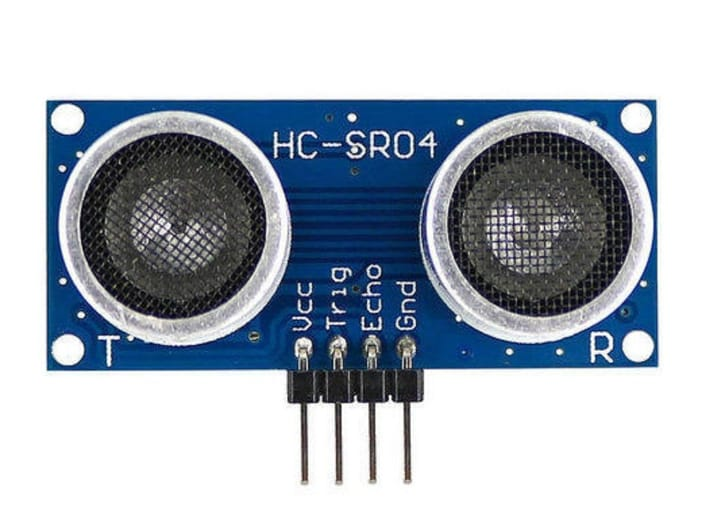 HC-SR04
Vcc
Trig
Echo
Gnd
T
R